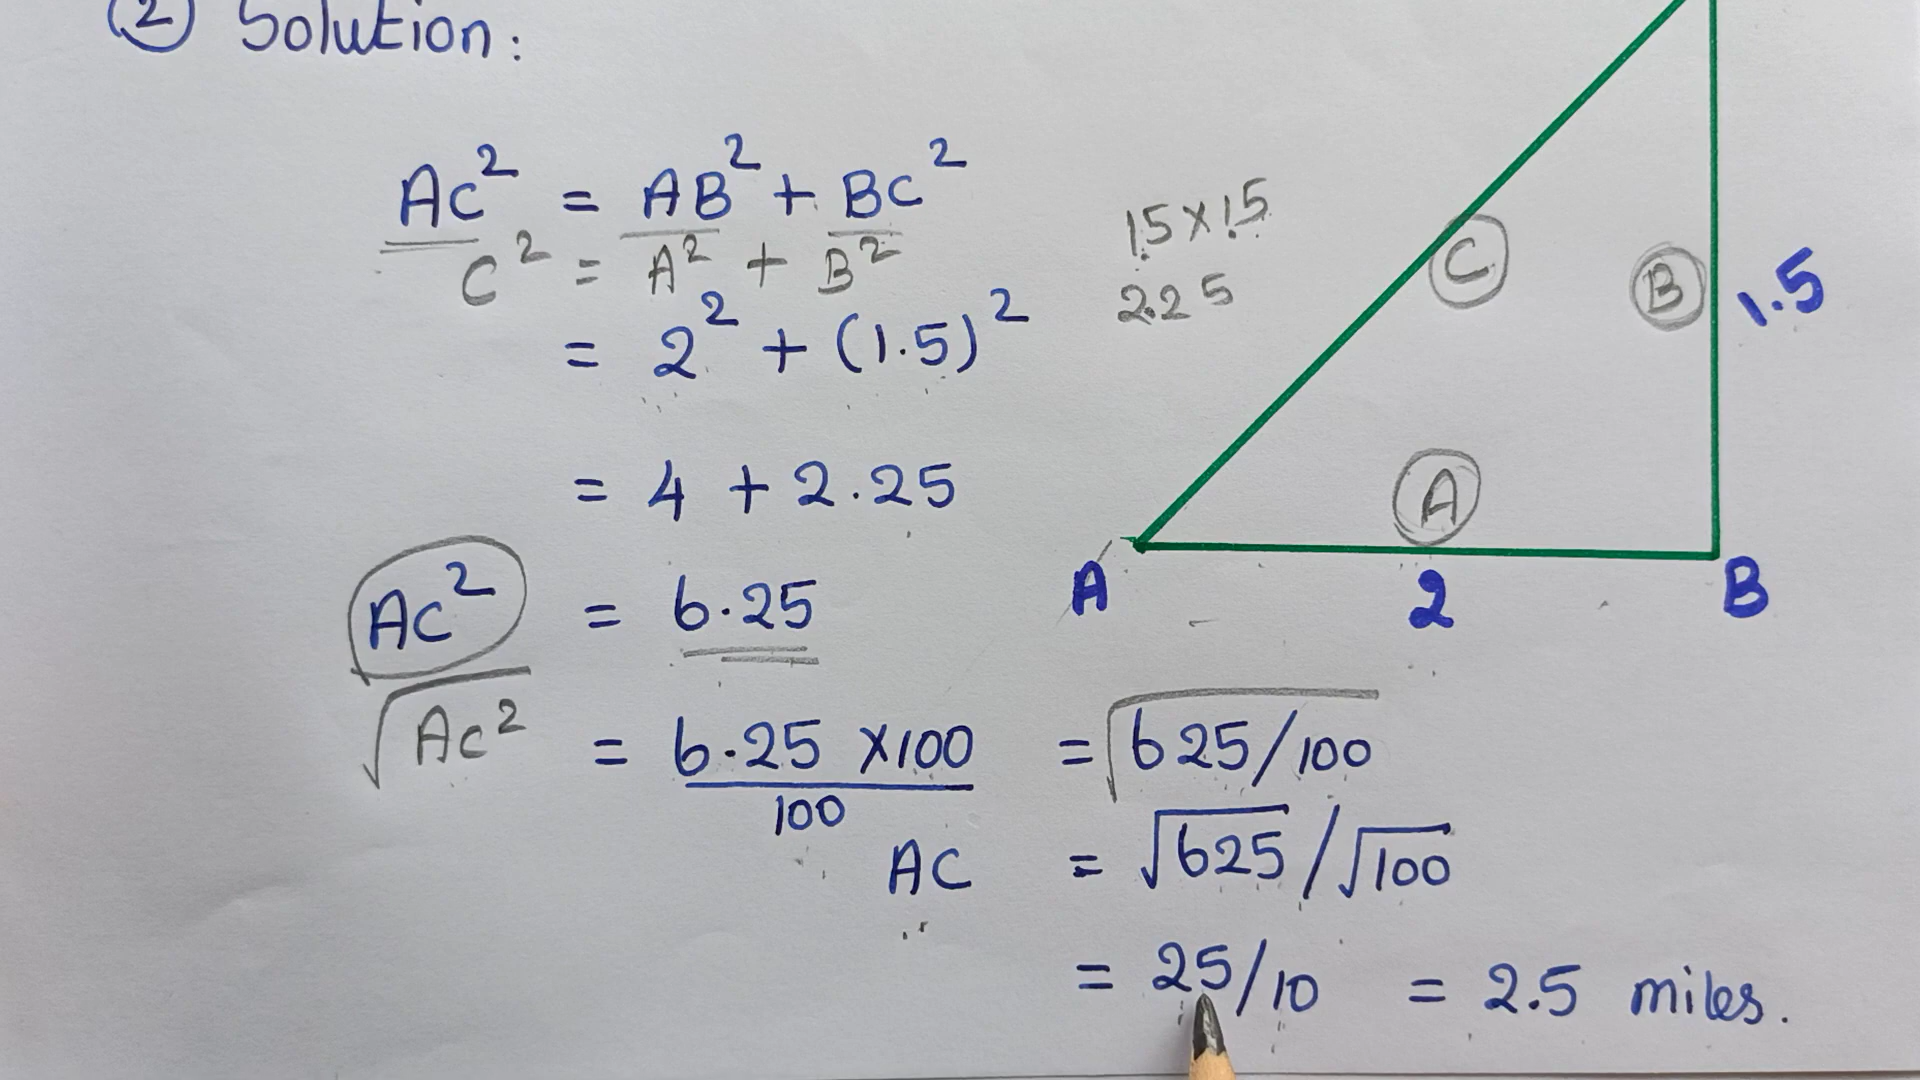 ② Solution:
AC² = AB² + BC²
C² = A² + B²
= 2² + (1.5)²
= 4 + 2.25
AC² = 6.25
√AC² = 6.25 ×100 / 100 = √625/100
AC = √625/√100
= 25/10 = 2.5 miles.
1.5×1.5
2.25
C
B
1.5
A
A
2
B